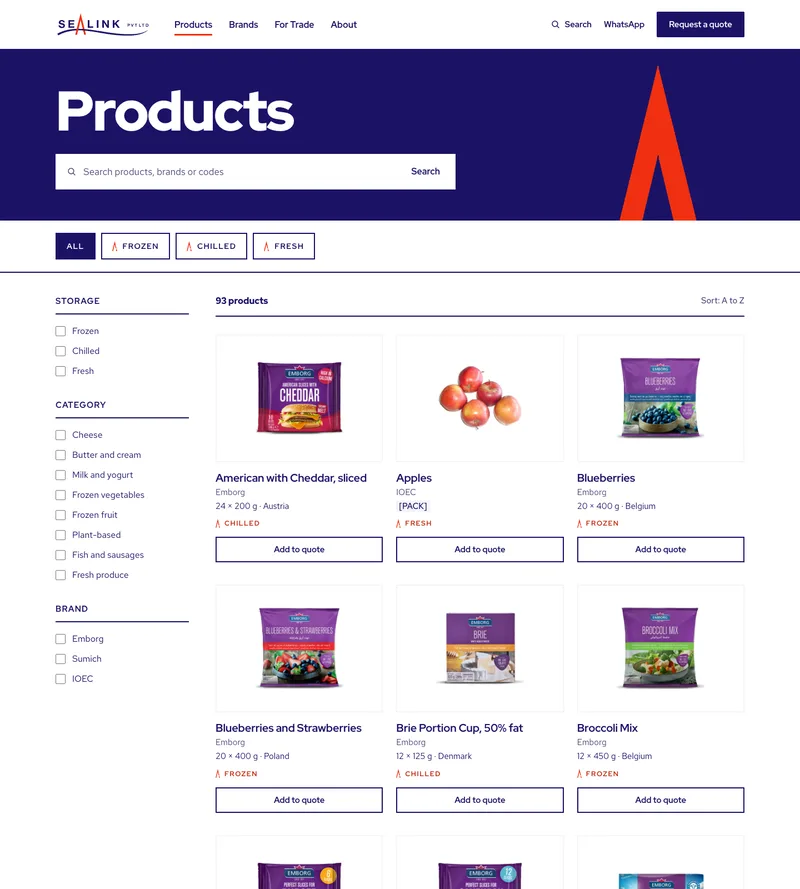 SEALINK PVT LTD
Products
Brands
For Trade
About
Search
WhatsApp
Request a quote
Products
Search products, brands or codes
Search
ALL
FROZEN
CHILLED
FRESH
STORAGE
Frozen
Chilled
Fresh
CATEGORY
Cheese
Butter and cream
Milk and yogurt
Frozen vegetables
Frozen fruit
Plant-based
Fish and sausages
Fresh produce
BRAND
Emborg
Sumich
IOEC
93 products
Sort: A to Z
EMBORG
AMERICAN SLICES WITH
CHEDDAR
EMBORG
BLUEBERRIES
American with Cheddar, sliced
Emborg
24 × 200 g · Austria
CHILLED
Add to quote
Apples
IOEC
[PACK]
FRESH
Add to quote
Blueberries
Emborg
20 × 400 g · Belgium
FROZEN
Add to quote
EMBORG
BLUEBERRIES & STRAWBERRIES
EMBORG
BRIE
EMBORG
BROCCOLI MIX
Blueberries and Strawberries
Emborg
20 × 400 g · Poland
FROZEN
Add to quote
Brie Portion Cup, 50% fat
Emborg
12 × 125 g · Denmark
CHILLED
Add to quote
Broccoli Mix
Emborg
12 × 450 g · Belgium
FROZEN
Add to quote
EMBORG
PERFECT SLICES FOR
EMBORG
PERFECT SLICES FOR
EMBORG